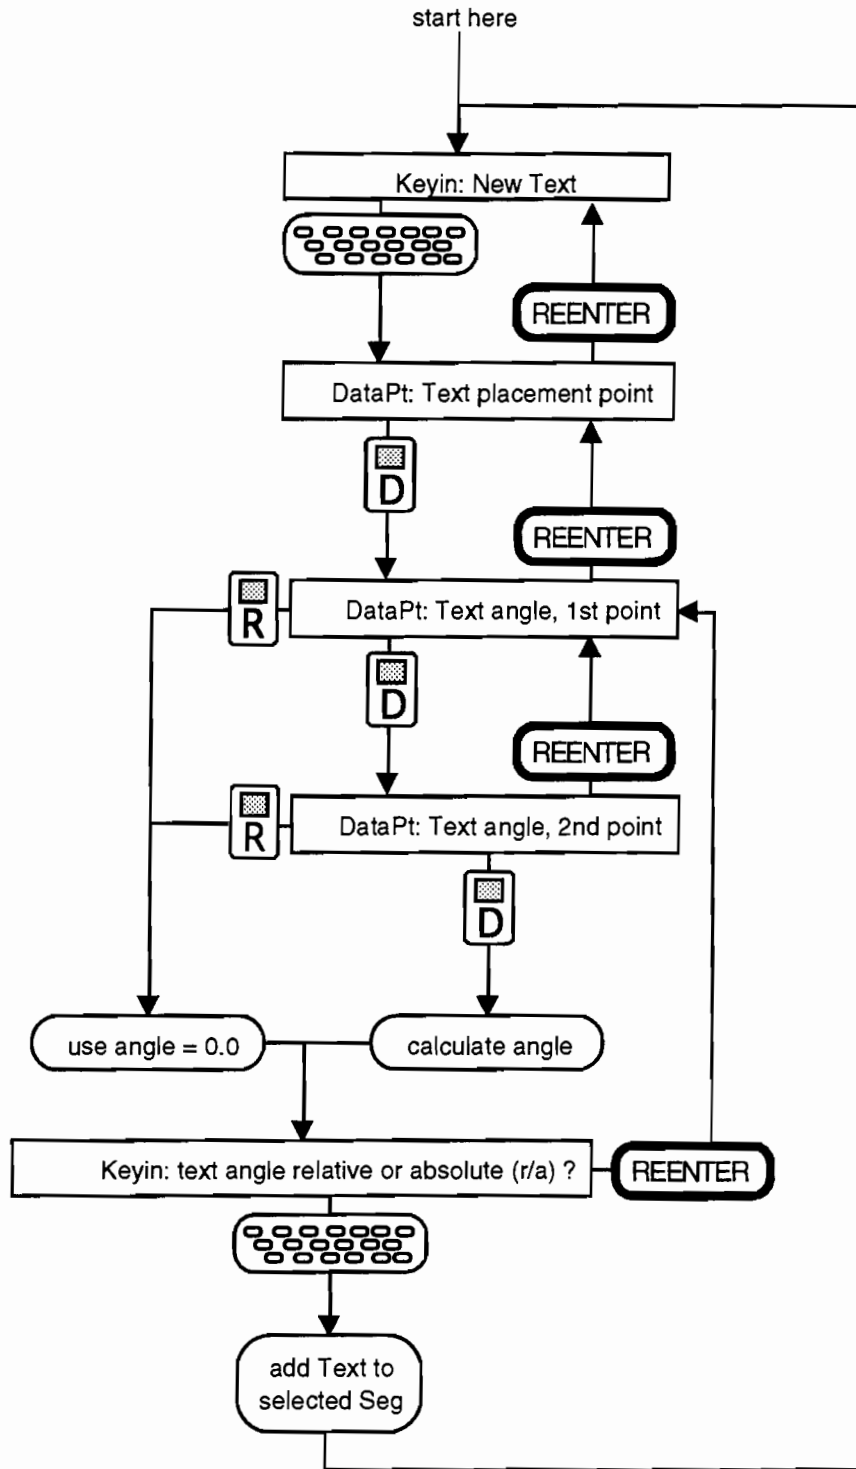 start here
Keyin: New Text
REENTER
DataPt: Text placement point
D
REENTER
R
DataPt: Text angle, 1st point
D
REENTER
R
DataPt: Text angle, 2nd point
D
use angle = 0.0
calculate angle
Keyin: text angle relative or absolute (r/a) ?
REENTER
add Text to
selected Seg